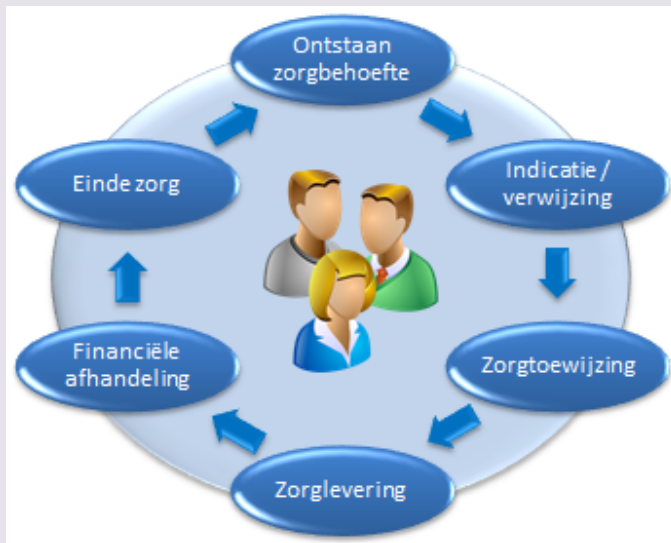 Ontstaan
zorgbehoefte
Indicatie/
verwijzing
Zorgtoewijzing
Zorglevering
Financiële
afhandeling
Einde zorg